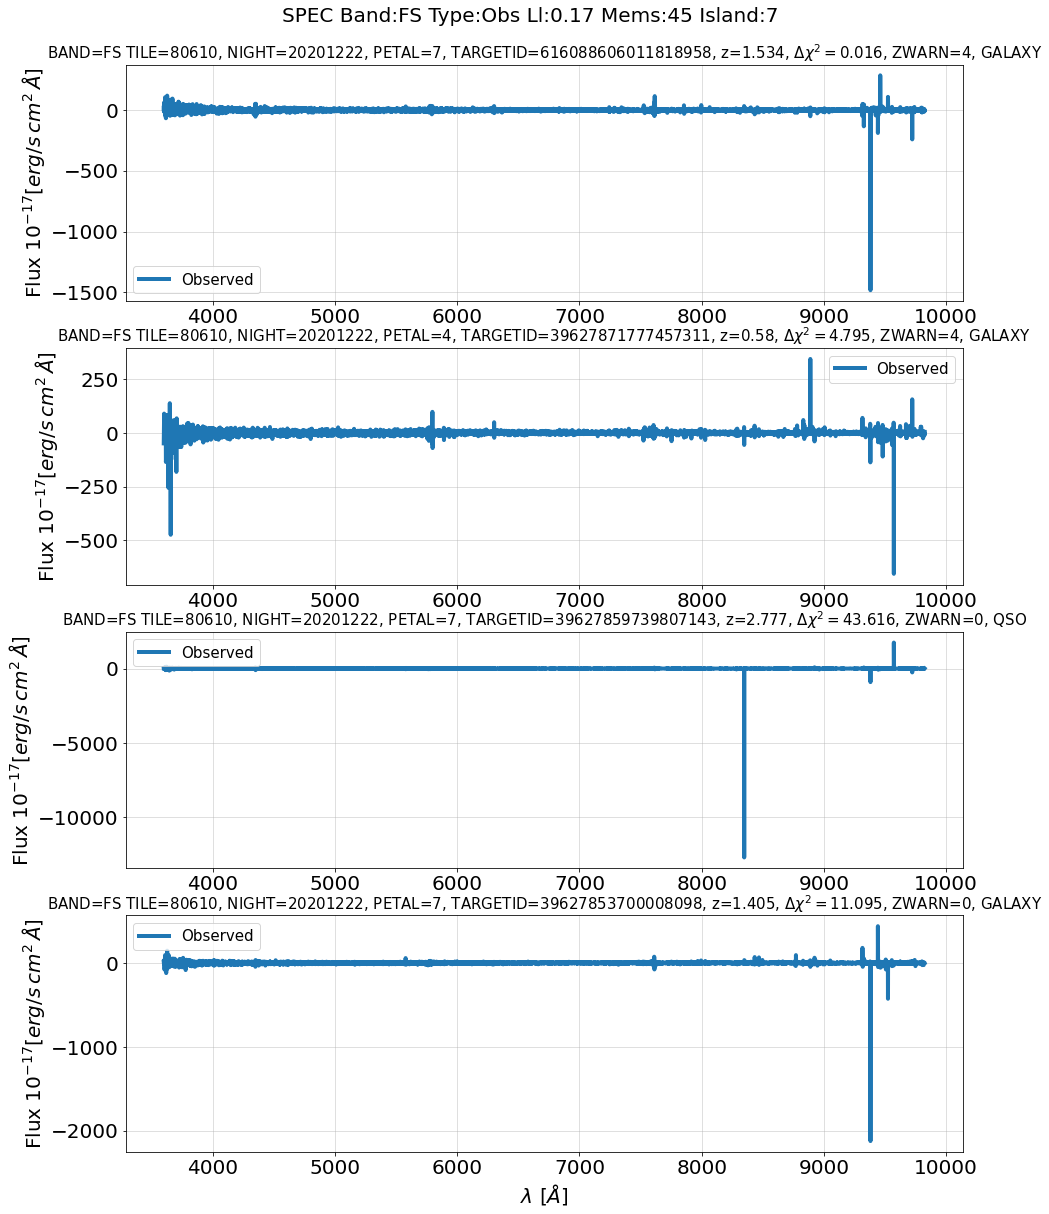 SPEC Band:FS Type:Obs Ll:0.17 Mems:45 Island:7
BAND=FS TILE=80610, NIGHT=20201222, PETAL=7, TARGETID=616088606011818958, z=1.534, Δχ²=0.016, ZWARN=4, GALAXY
Flux 10⁻¹⁷[erg/s cm² Å]
0
−500
−1000
−1500
Observed
4000 5000 6000 7000 8000 9000 10000
BAND=FS TILE=80610, NIGHT=20201222, PETAL=4, TARGETID=39627871777457311, z=0.58, Δχ²=4.795, ZWARN=4, GALAXY
Flux 10⁻¹⁷[erg/s cm² Å]
250
0
−250
−500
Observed
4000 5000 6000 7000 8000 9000 10000
BAND=FS TILE=80610, NIGHT=20201222, PETAL=7, TARGETID=39627859739807143, z=2.777, Δχ²=43.616, ZWARN=0, QSO
Flux 10⁻¹⁷[erg/s cm² Å]
0
−5000
−10000
Observed
4000 5000 6000 7000 8000 9000 10000
BAND=FS TILE=80610, NIGHT=20201222, PETAL=7, TARGETID=39627853700008098, z=1.405, Δχ²=11.095, ZWARN=0, GALAXY
Flux 10⁻¹⁷[erg/s cm² Å]
0
−1000
−2000
Observed
4000 5000 6000 7000 8000 9000 10000
λ [Å]